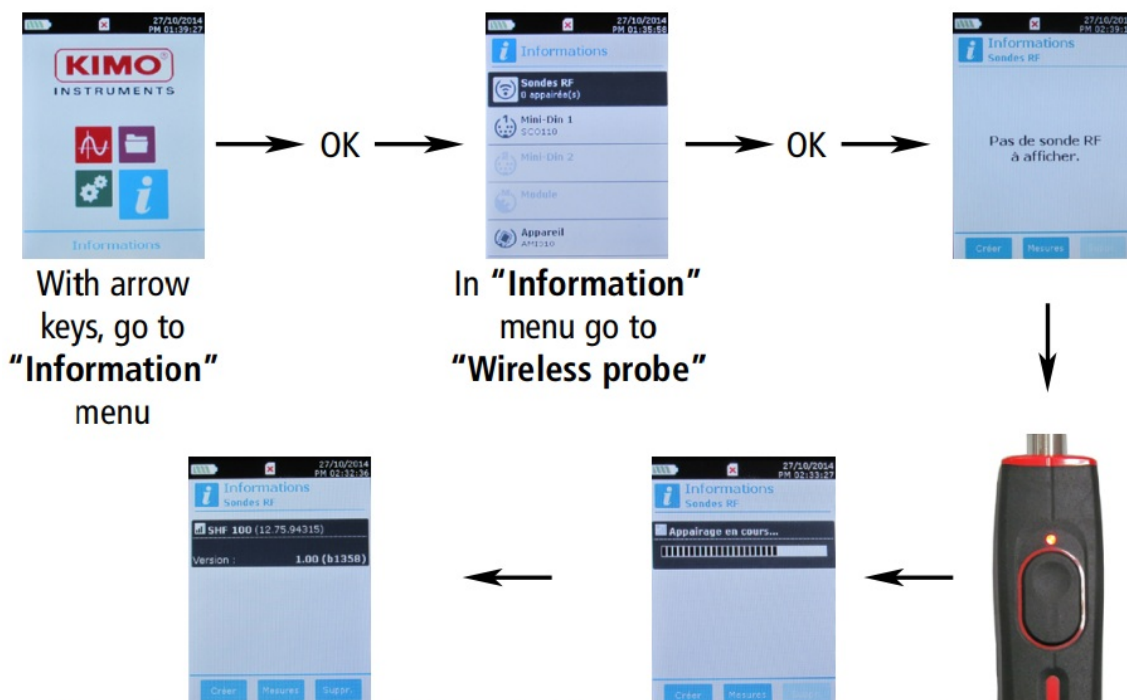 27/10/2014
PM 01:39:27
KIMO®
INSTRUMENTS
Informations
With arrow
keys, go to
“Information”
menu
OK
27/10/2014
PM 01:35:58
Informations
Sondes RF
0 appairée(s)
Mini-Din 1
SCO110
Mini-Din 2
Module
Appareil
AMI310
In “Information”
menu go to
“Wireless probe”
OK
Informations
Sondes RF
Pas de sonde RF
à afficher.
Créer Mesures
27/10/2014
PM 02:33:27
Informations
Sondes RF
Appairage en cours...
Créer Mesures
27/10/2014
PM 02:32:36
Informations
Sondes RF
SHF 100 (12.75.94315)
Version : 1.00 (b1358)
Créer Mesures Suppr.